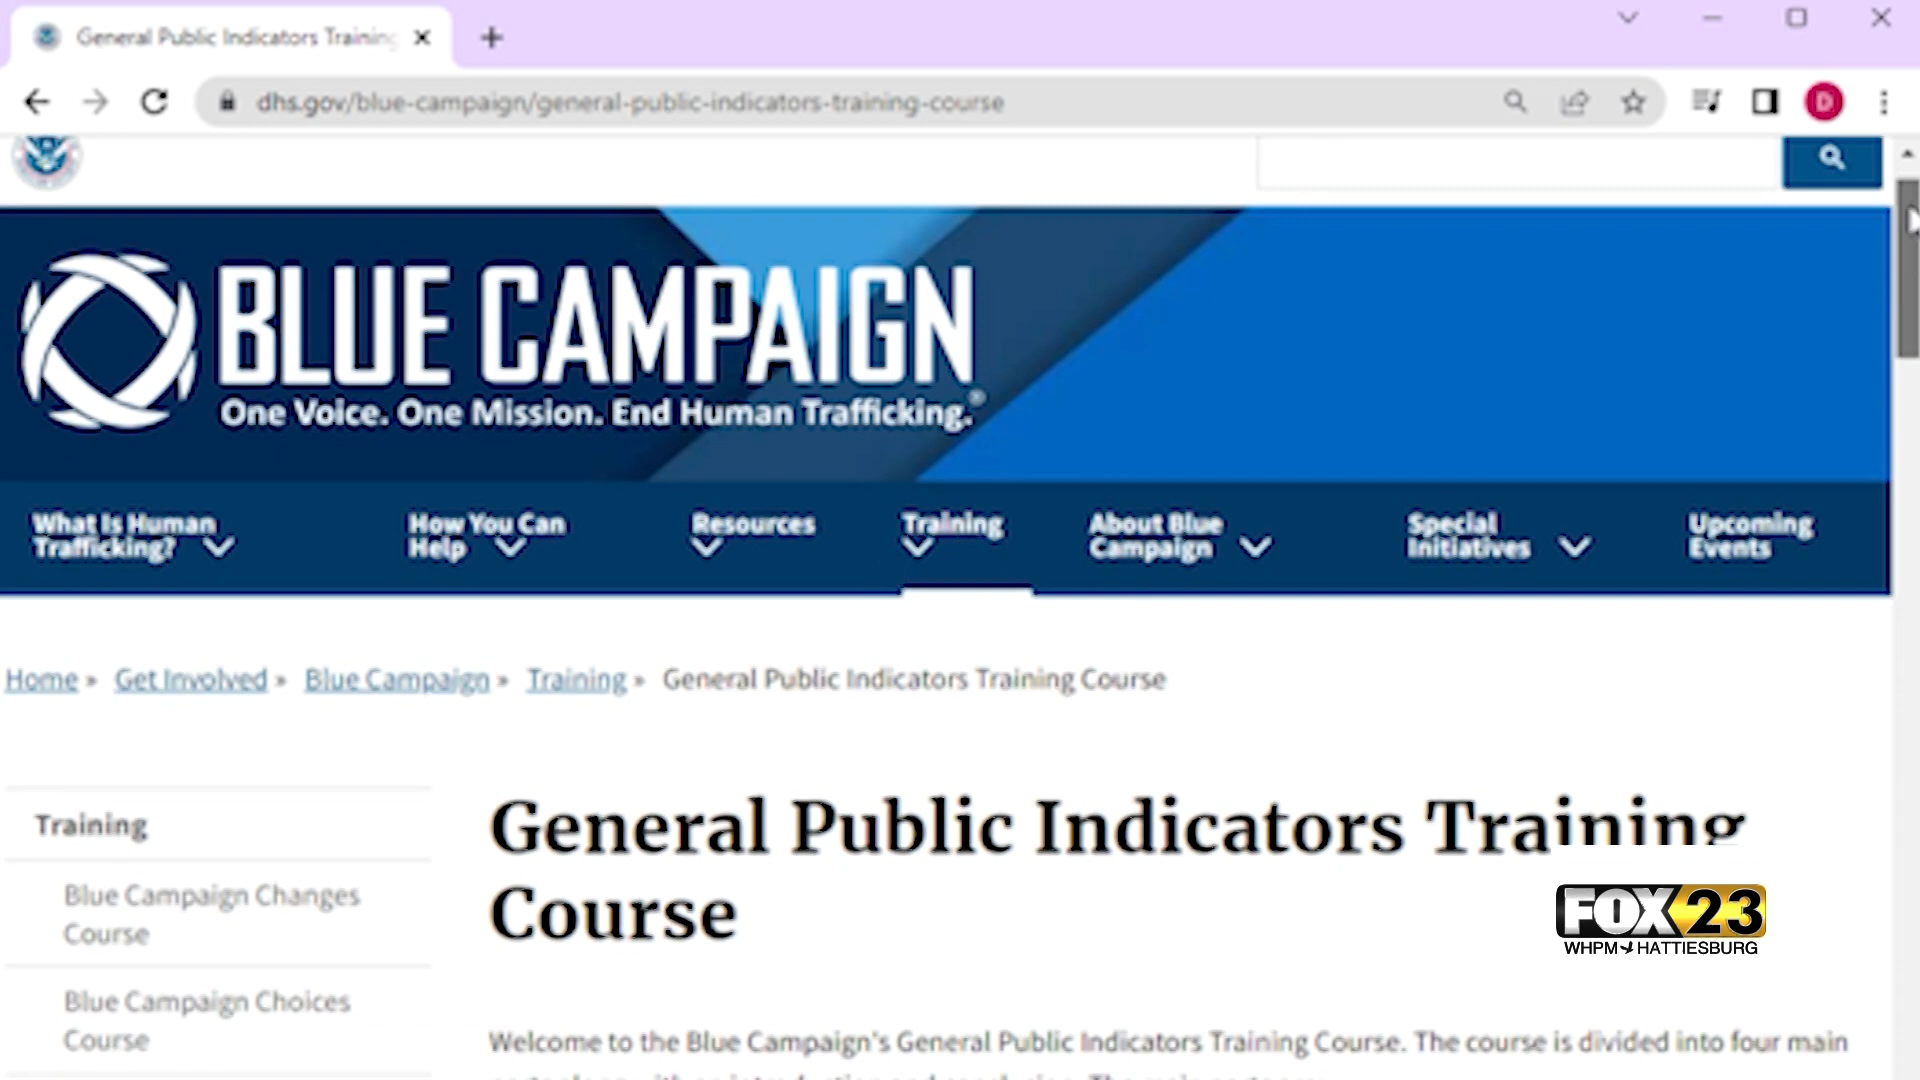 General Public Indicators Training
dhs.gov/blue-campaign/general-public-indicators-training-course
D
BLUE CAMPAIGN
One Voice. One Mission. End Human Trafficking.®
What Is Human
Trafficking?
How You Can
Help
Resources
Training
About Blue
Campaign
Special
Initiatives
Upcoming
Events
Home » Get Involved » Blue Campaign » Training » General Public Indicators Training Course
Training
Blue Campaign Changes
Course
Blue Campaign Choices
Course
General Public Indicators Training
Course
FOX 23
WHPM HATTIESBURG
Welcome to the Blue Campaign's General Public Indicators Training Course. The course is divided into four main